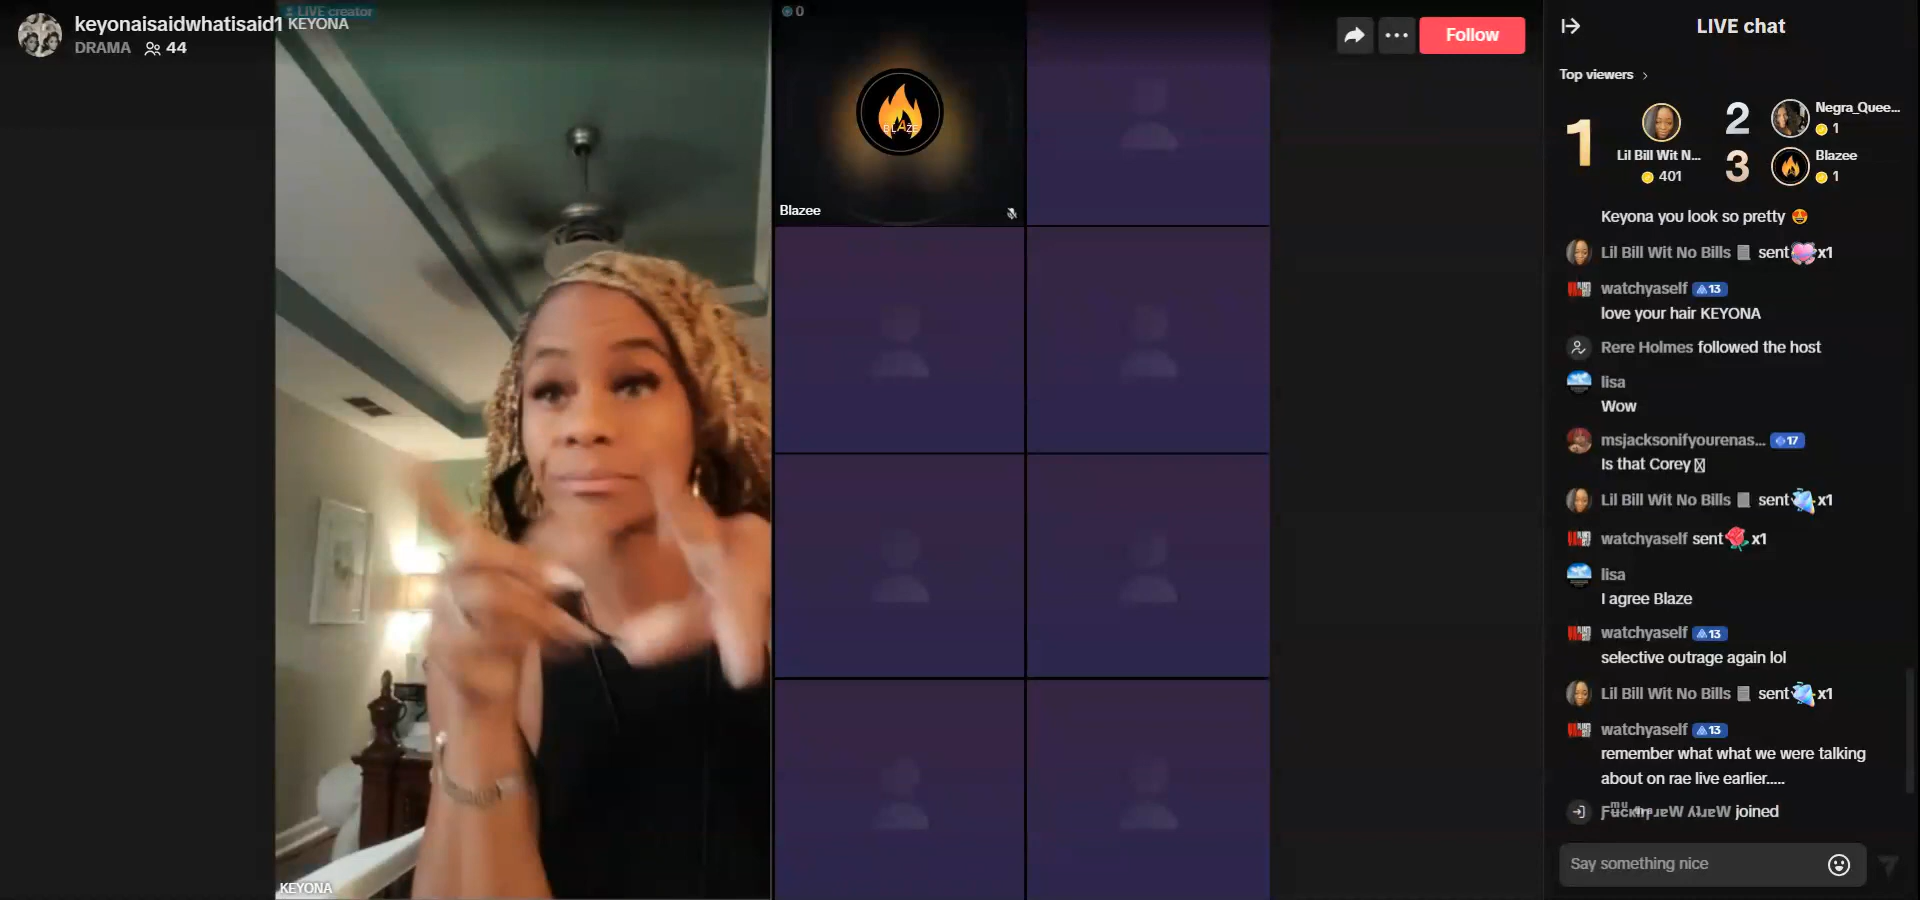 LIVE creator
keyonaisaidwhatisaid1
KEYONA
DRAMA 44
0
Follow
BLAZE
Blazee
KEYONA
LIVE chat
Top viewers
1
Lil Bill Wit N...
401
2
Negra_Quee...
1
3
Blazee
1
Keyona you look so pretty 🤩
Lil Bill Wit No Bills sent x1
watchyaself 13
love your hair KEYONA
Rere Holmes followed the host
lisa
Wow
msjacksonifyourenas... 17
Is that Corey
Lil Bill Wit No Bills sent x1
watchyaself sent x1
lisa
I agree Blaze
watchyaself 13
selective outrage again lol
Lil Bill Wit No Bills sent x1
watchyaself 13
remember what what we were talking
about on rae live earlier.....
joined
Say something nice